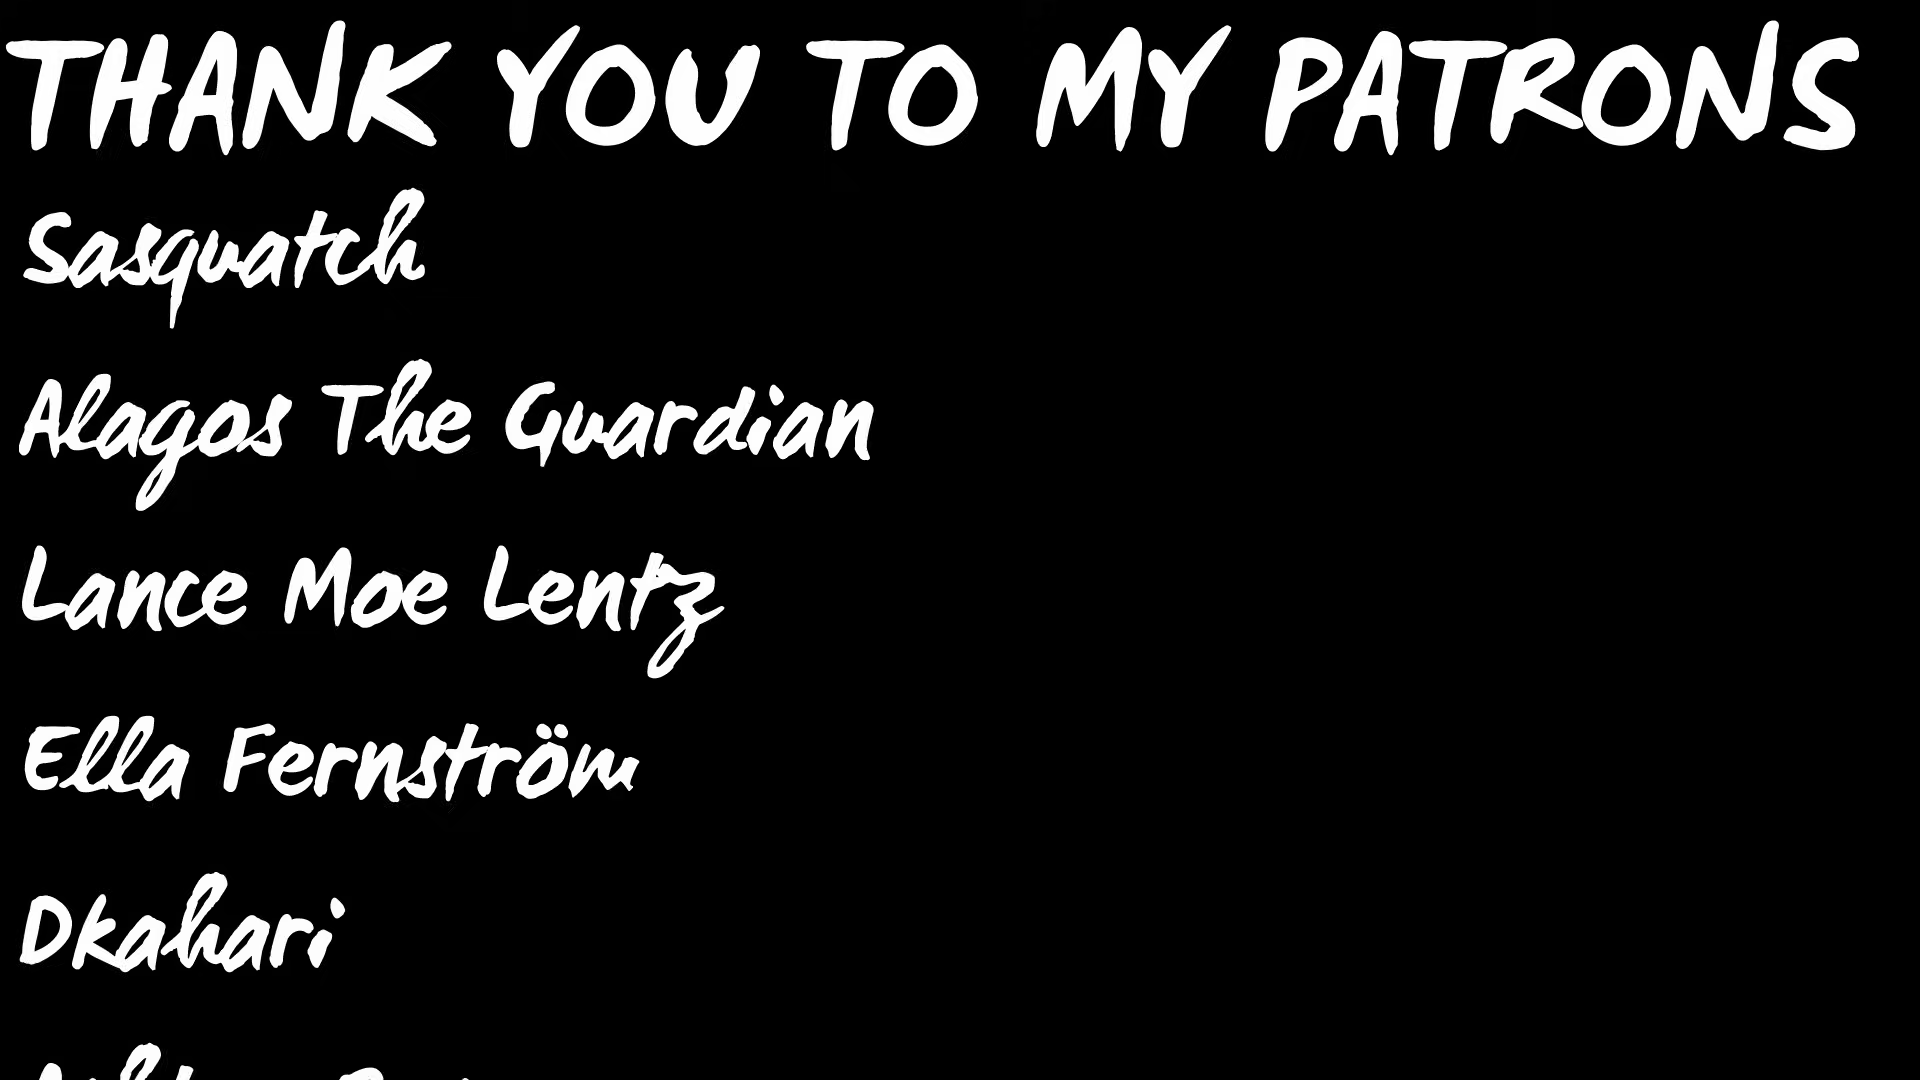 THANK YOU TO MY PATRONS
Sasquatch
Alagos The Guardian
Lance Moe Lentz
Ella Fernström
Dkahari